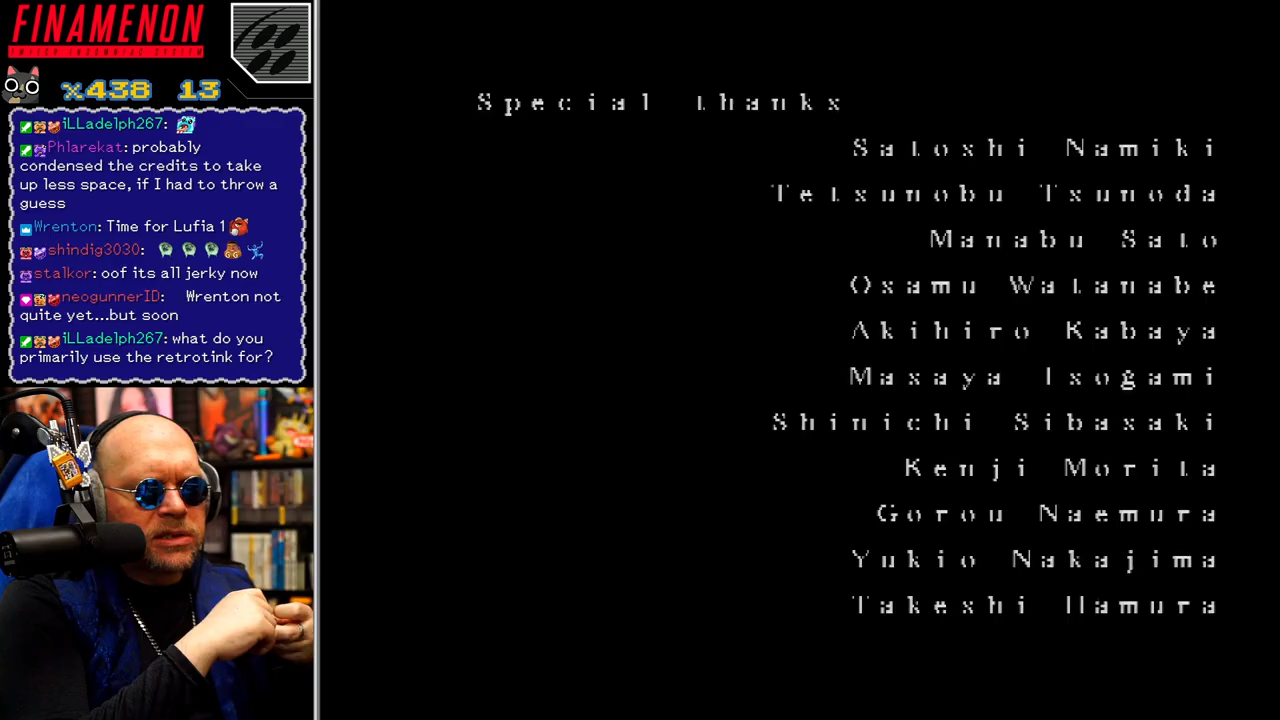 FINAMENON
TWITCH INSOMNIAC SYSTEM
x438 13
iLLadelph267:
Phlarekat: probably
condensed the credits to take
up less space, if I had to throw a
guess
Wrenton: Time for Lufia 1
shindig3030:
stalkor: oof its all jerky now
neogunnerID: Wrenton not
quite yet...but soon
iLLadelph267: what do you
primarily use the retrotink for?
Special thanks
Satoshi Namiki
Tetsunobu Tsunoda
Manabu Sato
Osamu Watanabe
Akihiro Kabaya
Masaya Isogami
Shinichi Sibasaki
Kenji Morita
Gorou Naemura
Yukio Nakajima
Takeshi Hamura